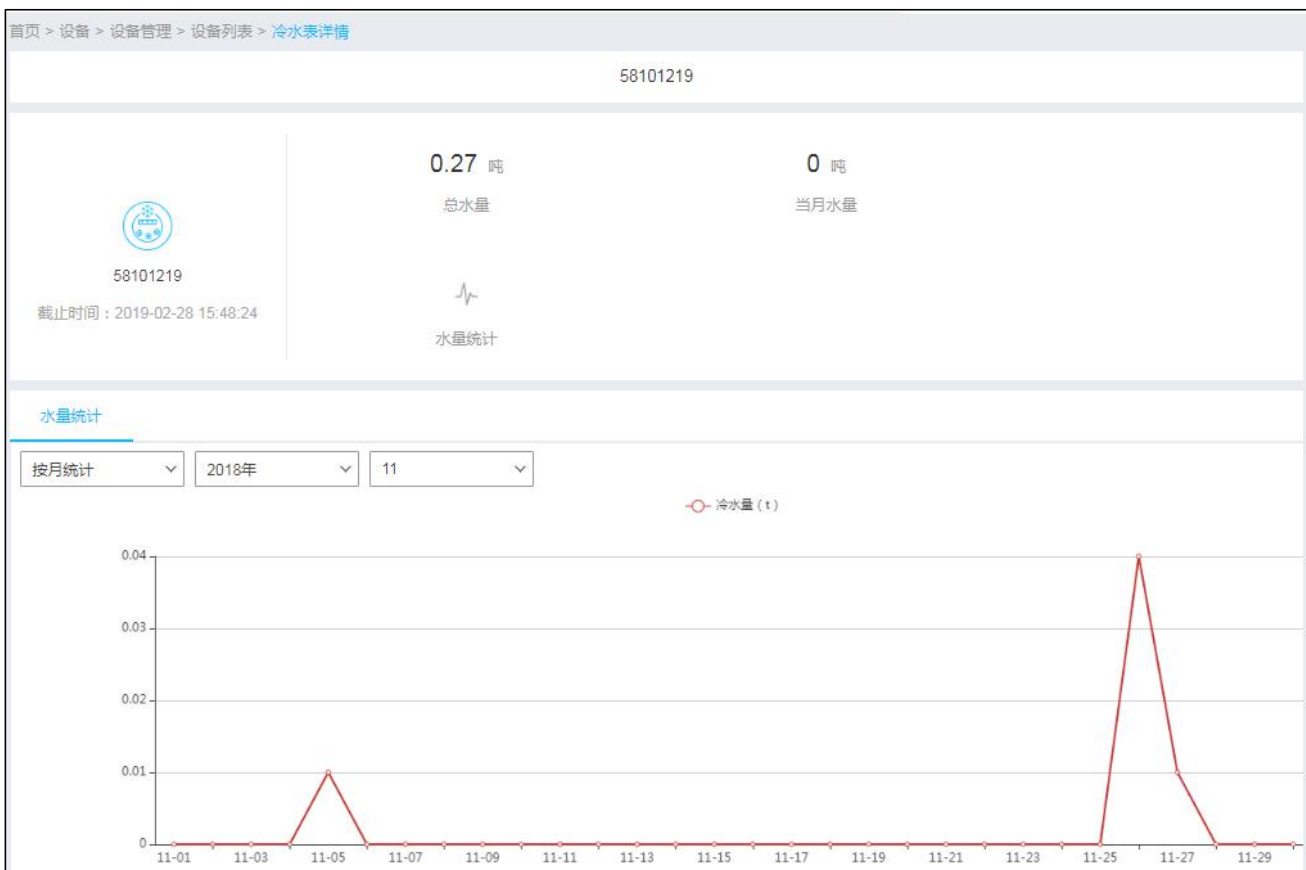 首页 > 设备 > 设备管理 > 设备列表 > 冷水表详情
58101219
0.27 吨
0 吨
总水量
当月水量
58101219
截止时间：2019-02-28 15:48:24
水量统计
水量统计
按月统计 2018年 11
冷水量 ( t )
0.04
0.03
0.02
0.01
0
11-01 11-03 11-05 11-07 11-09 11-11 11-13 11-15 11-17 11-19 11-21 11-23 11-25 11-27 11-29